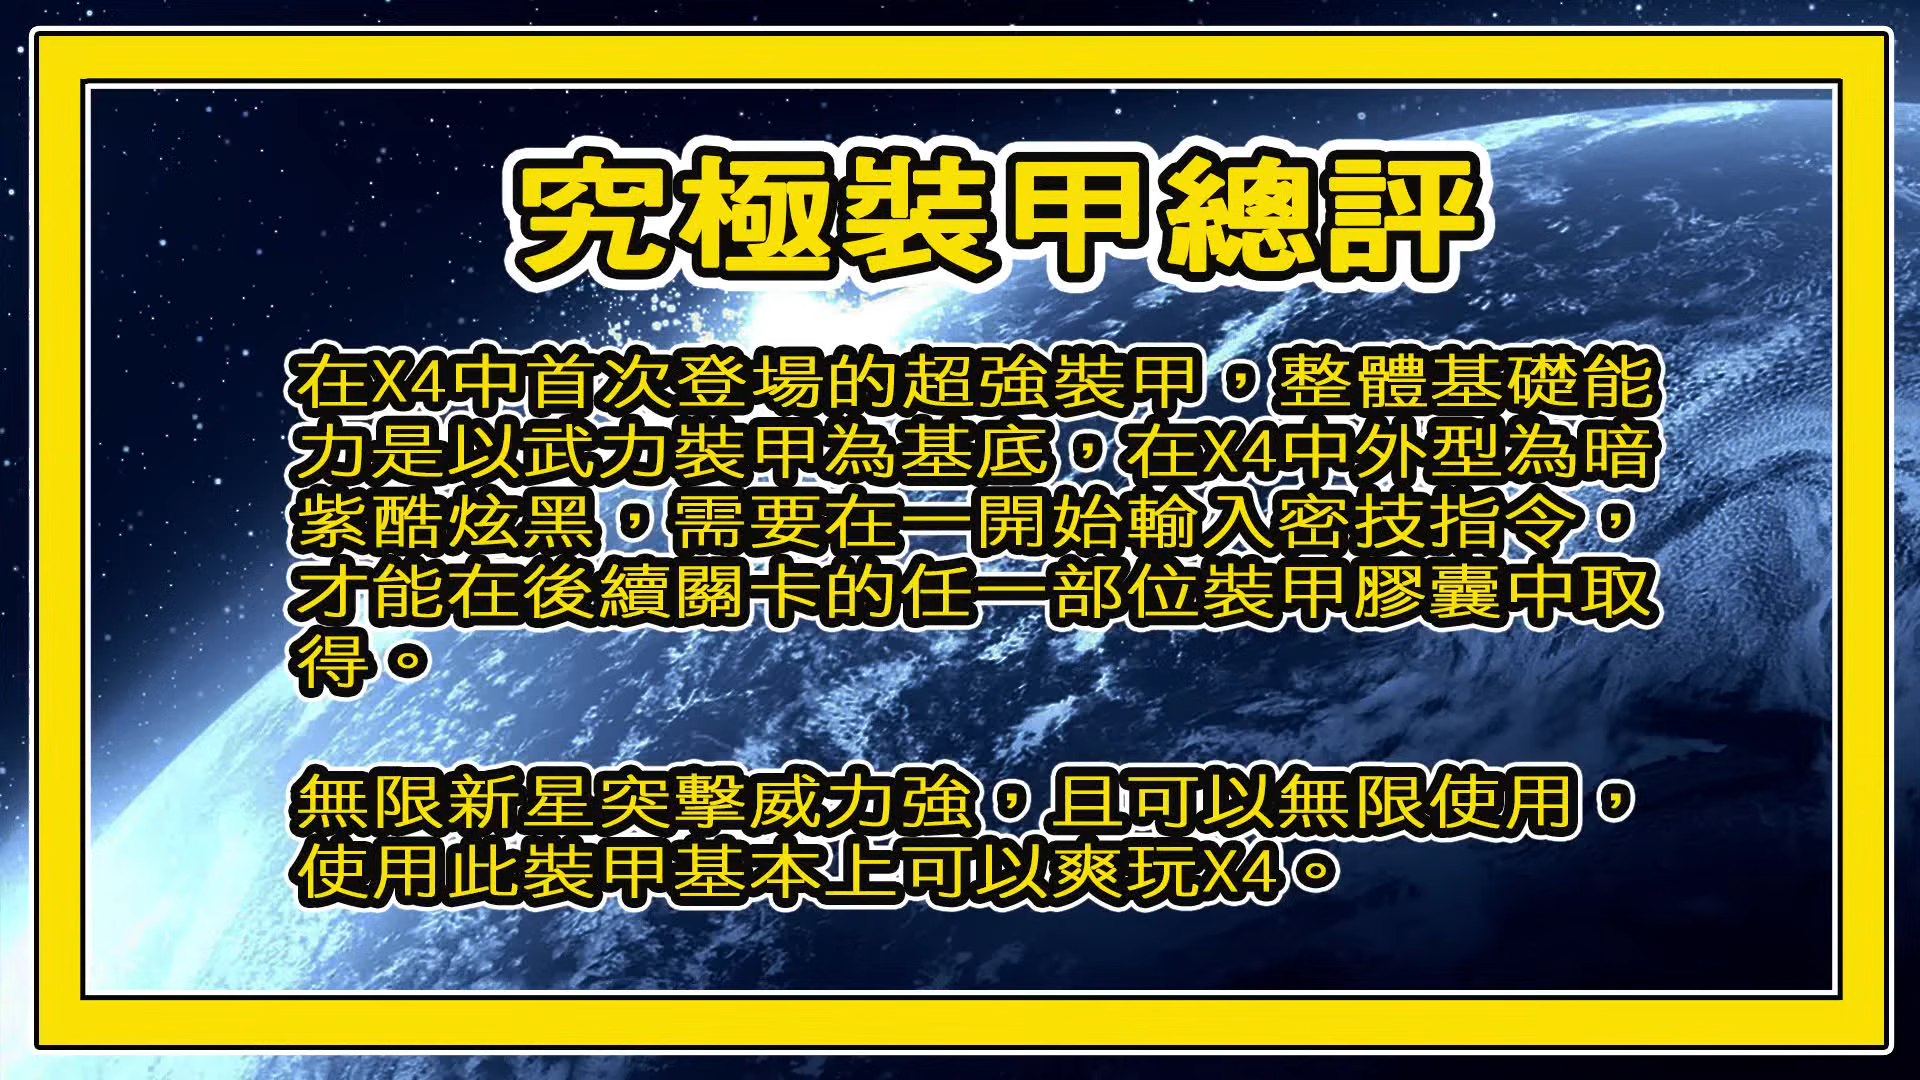 究極裝甲總評
在X4中首次登場的超強裝甲，整體基礎能
力是以武力裝甲為基底，在X4中外型為暗
紫酷炫黑，需要在一開始輸入密技指令，
才能在後續關卡的任一部位裝甲膠囊中取
得。
無限新星突擊威力強，且可以無限使用，
使用此裝甲基本上可以爽玩X4。